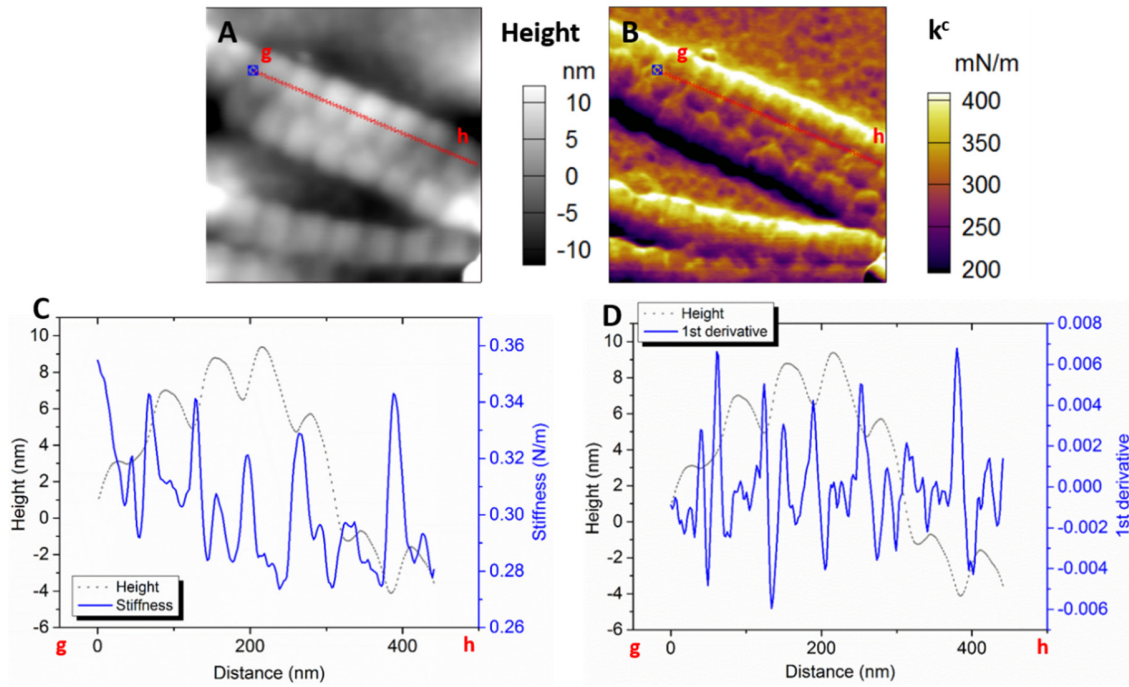 A
g
h
Height
nm
10
5
0
-5
-10
B
g
h
kᶜ
mN/m
400
350
300
250
200
C
10
8
6
4
2
0
-2
-4
-6
Height (nm)
Height
Stiffness
0.36
0.34
0.32
0.30
0.28
0.26
Stiffness (N/m)
g
0
200
400
h
Distance (nm)
D
10
8
6
4
2
0
-2
-4
-6
Height (nm)
Height
1st derivative
0.008
0.006
0.004
0.002
0.000
-0.002
-0.004
-0.006
1st derivative
g
0
200
400
h
Distance (nm)